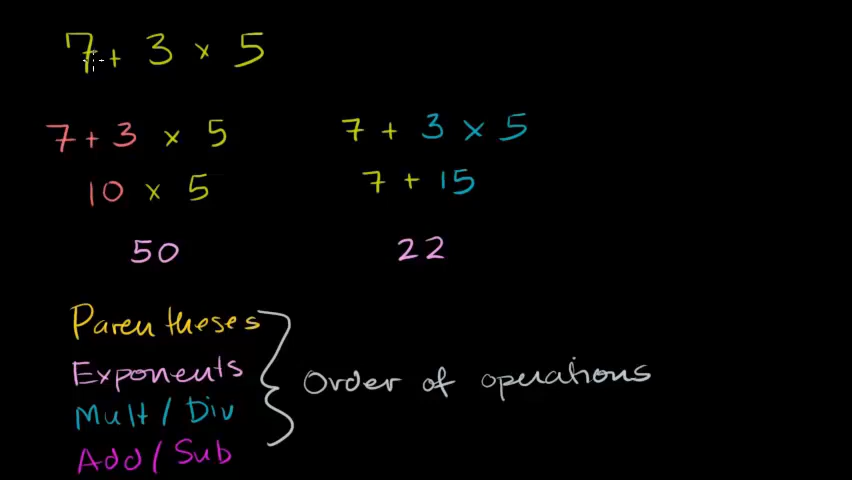 7 + 3 × 5
7 + 3 × 5
10 × 5
50
7 + 3 × 5
7 + 15
22
Parentheses
Exponents
Mult / Div
Add / Sub
Order of operations